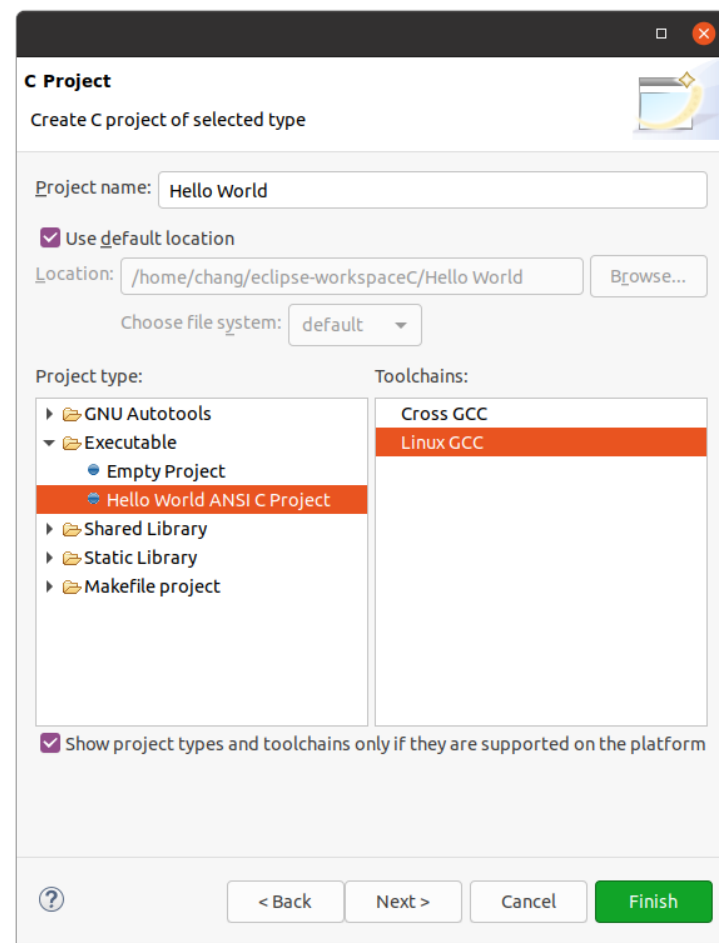 C Project
Create C project of selected type
Project name: Hello World
Use default location
Location: /home/chang/eclipse-workspaceC/Hello World Browse...
Choose file system: default
Project type: Toolchains:
GNU Autotools Cross GCC
Executable Linux GCC
Empty Project
Hello World ANSI C Project
Shared Library
Static Library
Makefile project
Show project types and toolchains only if they are supported on the platform
? < Back Next > Cancel Finish